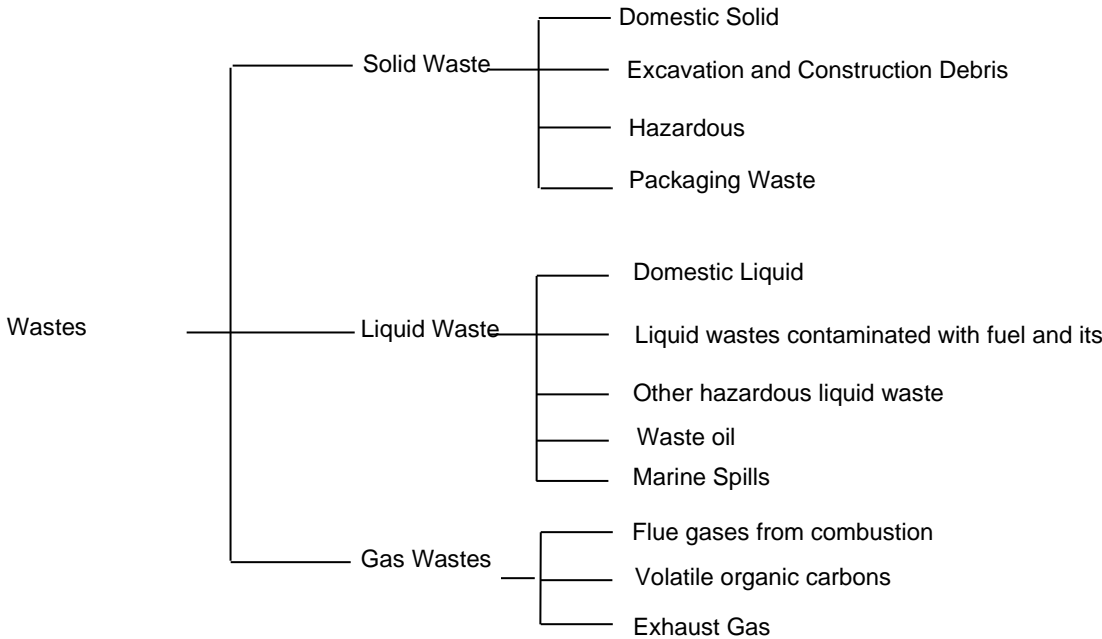 Domestic Solid
Solid Waste
Excavation and Construction Debris
Hazardous
Packaging Waste
Domestic Liquid
Wastes
Liquid Waste
Liquid wastes contaminated with fuel and its
Other hazardous liquid waste
Waste oil
Marine Spills
Flue gases from combustion
Gas Wastes
Volatile organic carbons
Exhaust Gas